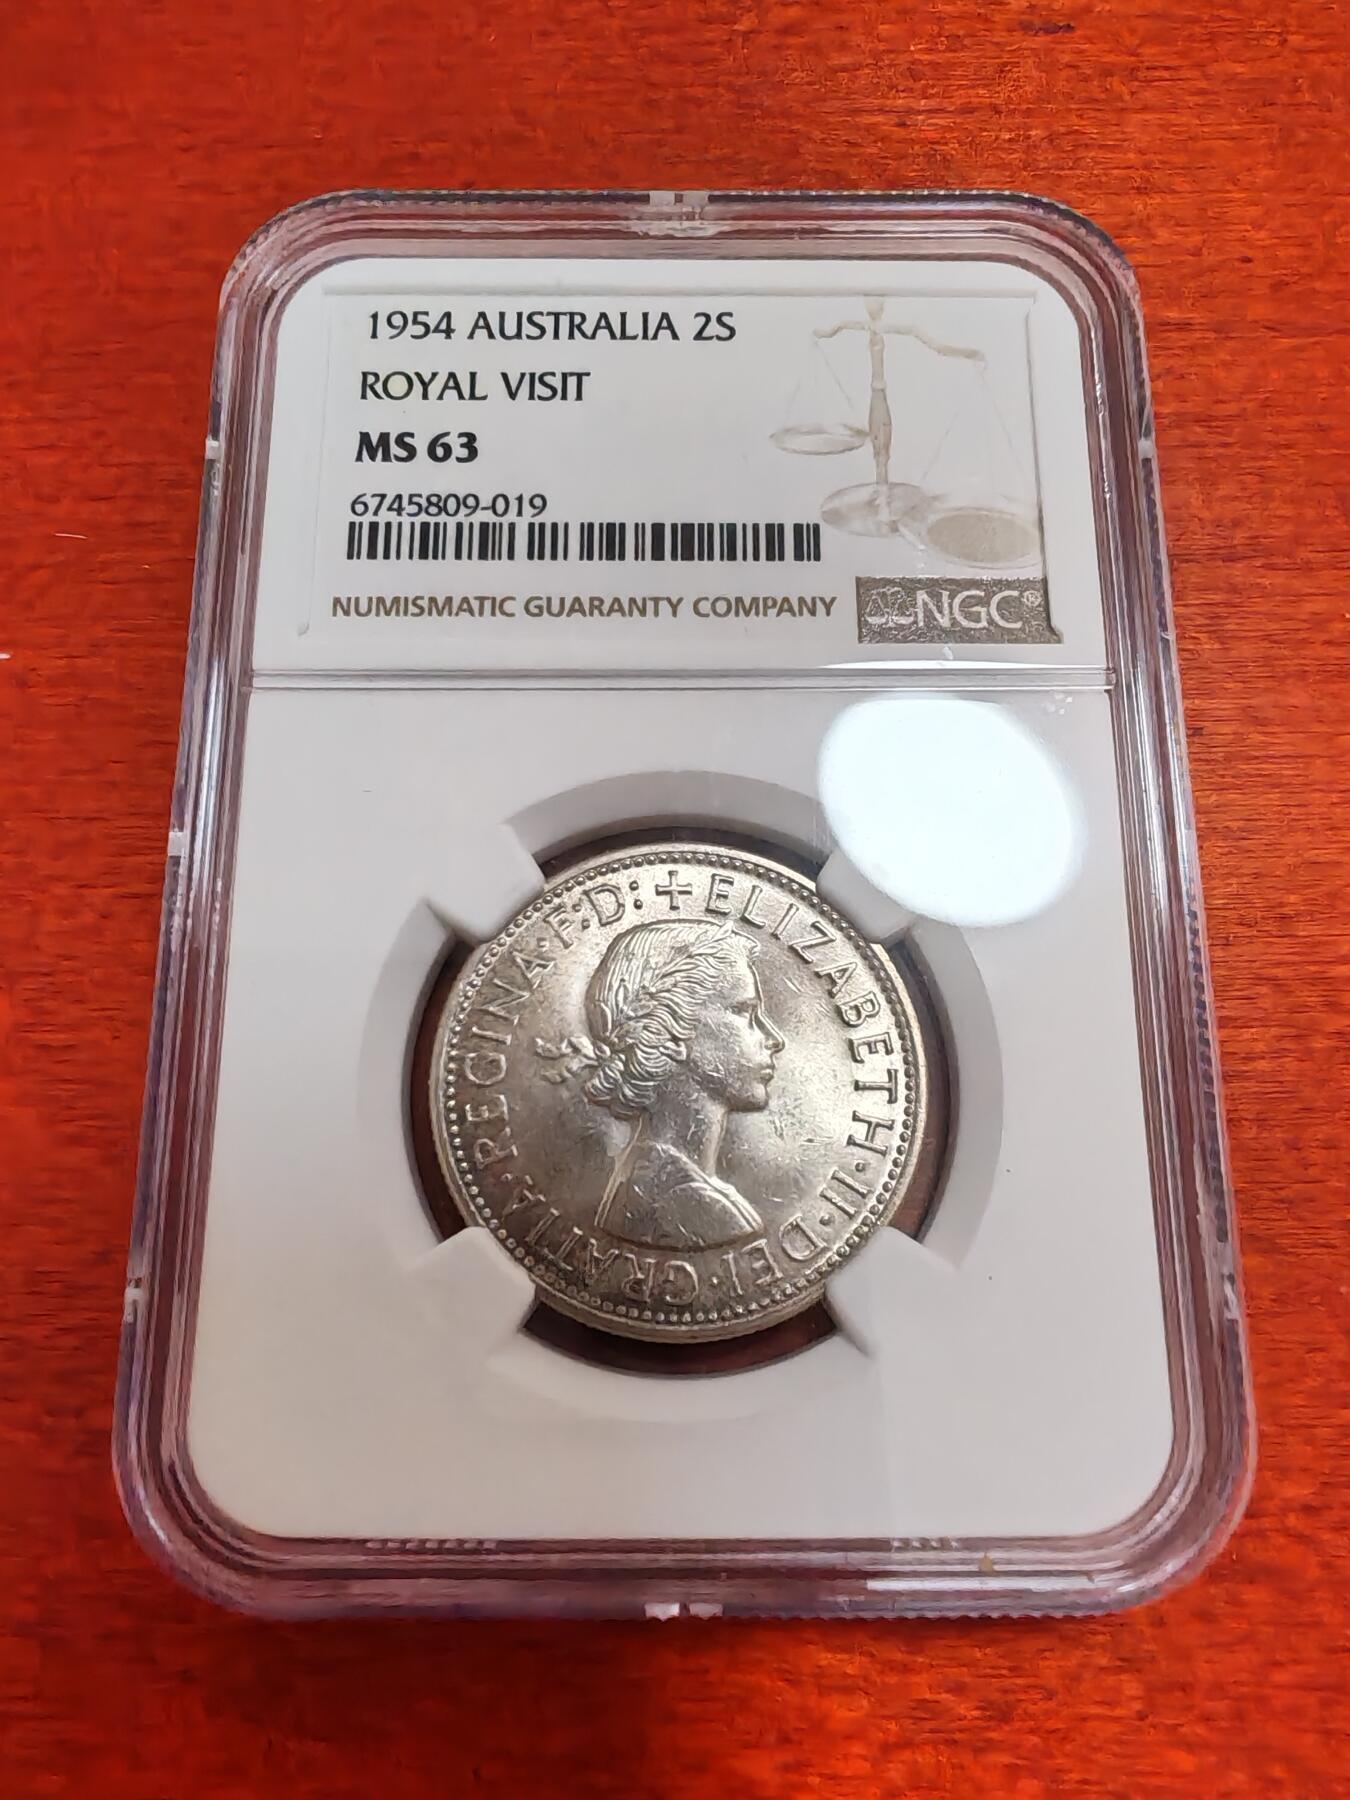 1954 AUSTRALIA 2S
ROYAL VISIT
MS 63
6745809-019
NUMISMATIC GUARANTY COMPANY
NGC®
+ ELIZABETH·II·DEI·GRATIA·REGINA·F:D: